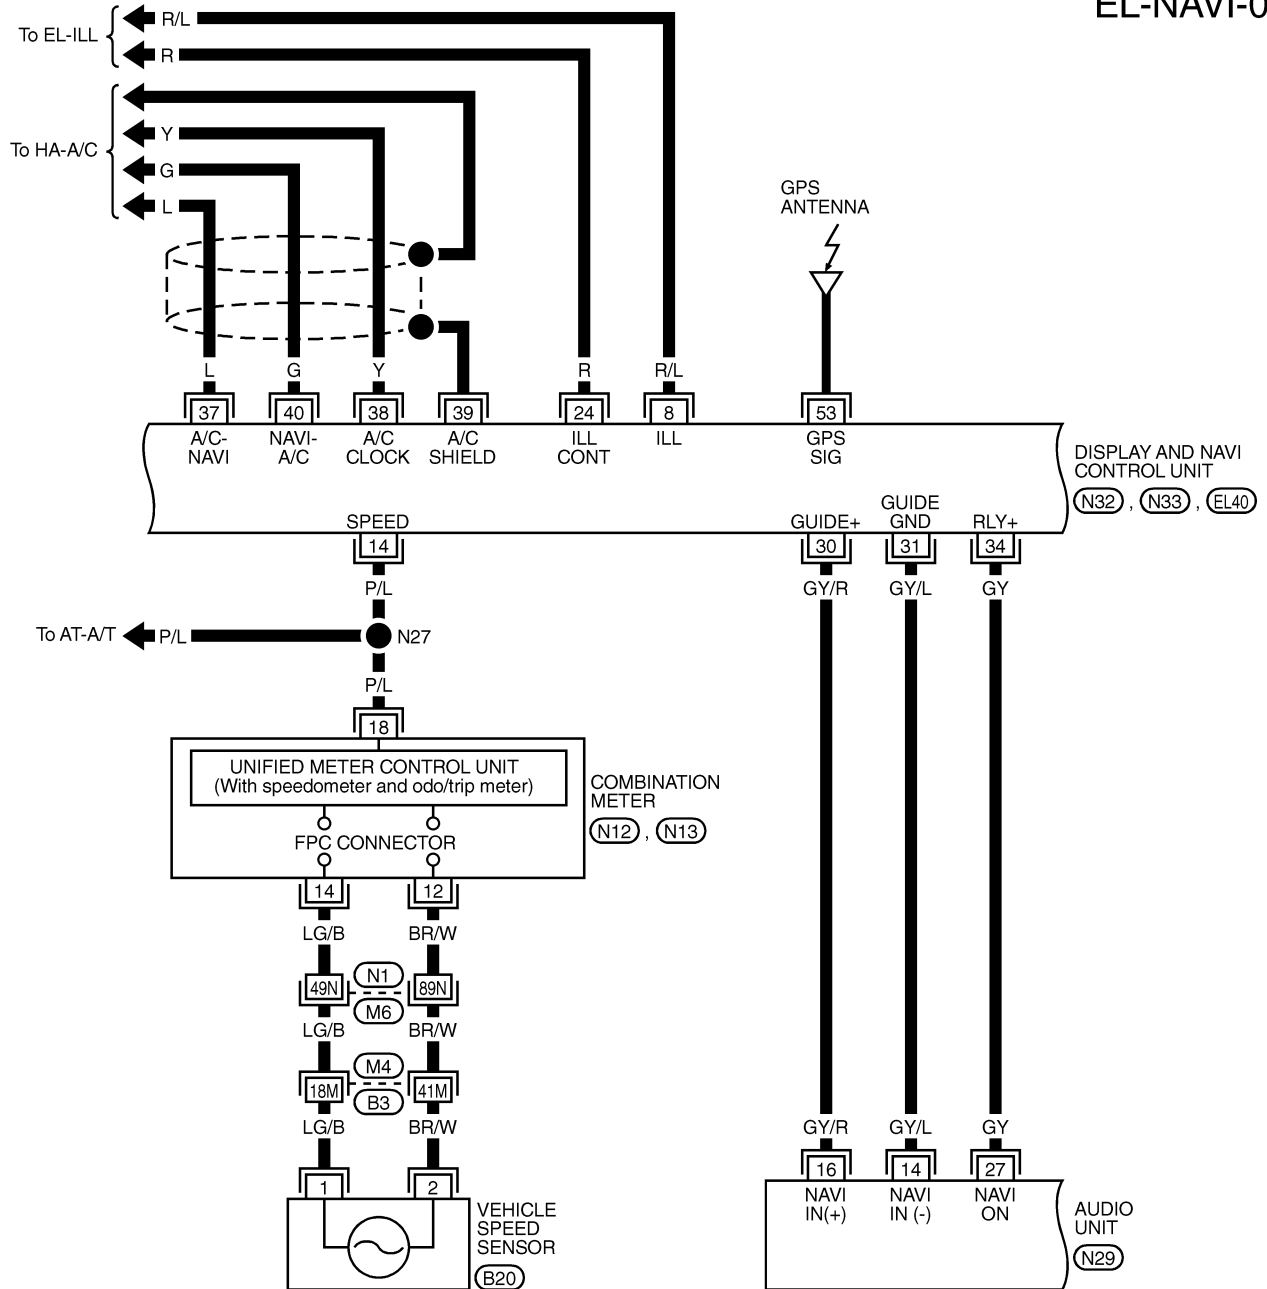 EL-NAVI-0
To EL-ILL
R/L
R
To HA-A/C
Y
G
L
GPS
ANTENNA
L
G
Y
R
R/L
37
40
38
39
24
8
53
A/C-
NAVI
NAVI-
A/C
A/C
CLOCK
A/C
SHIELD
ILL
CONT
ILL
GPS
SIG
DISPLAY AND NAVI
CONTROL UNIT
N32 , N33 , EL40
SPEED
GUIDE+
GUIDE
GND
RLY+
14
30
31
34
P/L
GY/R
GY/L
GY
To AT-A/T
P/L
N27
P/L
18
UNIFIED METER CONTROL UNIT
(With speedometer and odo/trip meter)
FPC CONNECTOR
COMBINATION
METER
N12 , N13
14
12
LG/B
BR/W
49N
N1
89N
M6
LG/B
BR/W
18M
M4
41M
B3
LG/B
BR/W
GY/R
GY/L
GY
1
2
16
14
27
VEHICLE
SPEED
SENSOR
B20
NAVI
IN(+)
NAVI
IN (-)
NAVI
ON
AUDIO
UNIT
N29